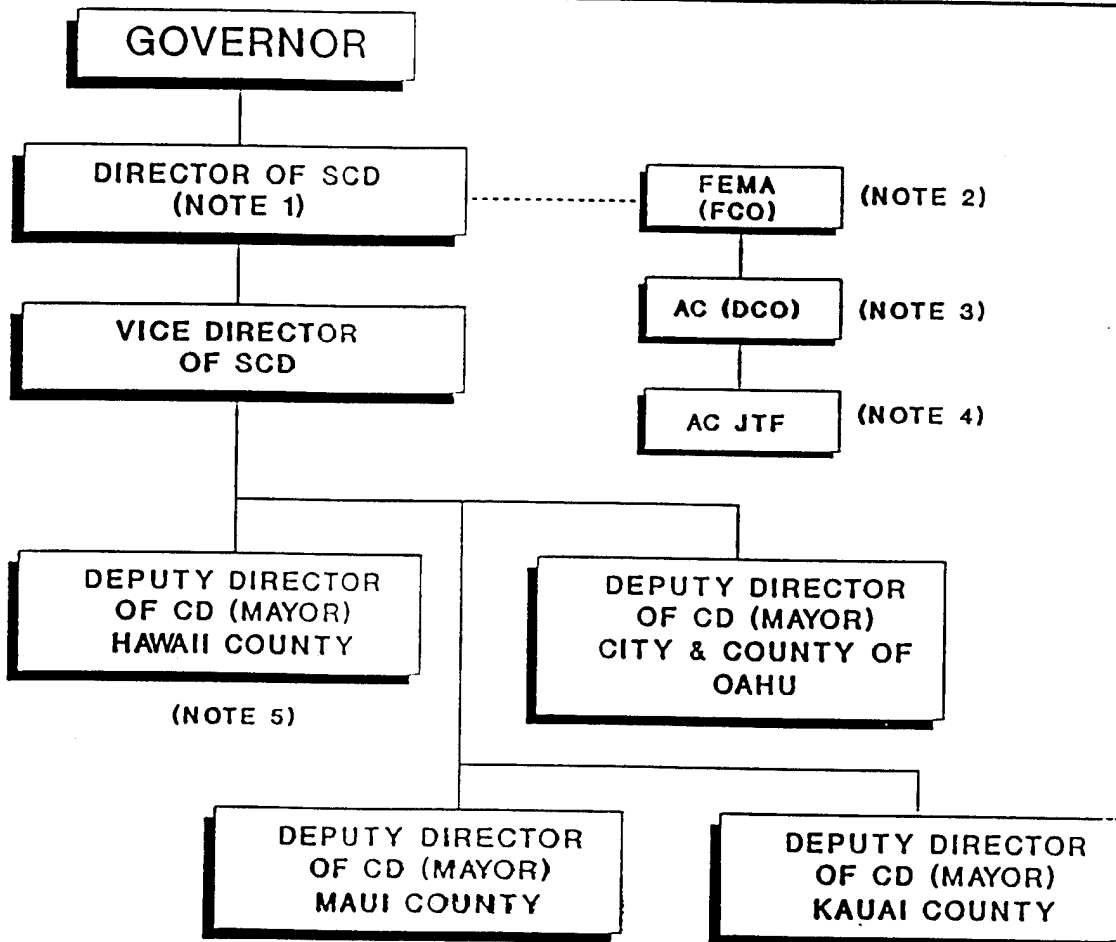 GOVERNOR
DIRECTOR OF SCD
(NOTE 1)
FEMA
(FCO)
(NOTE 2)
VICE DIRECTOR
OF SCD
AC (DCO)
(NOTE 3)
AC JTF
(NOTE 4)
DEPUTY DIRECTOR
OF CD (MAYOR)
HAWAII COUNTY
(NOTE 5)
DEPUTY DIRECTOR
OF CD (MAYOR)
CITY & COUNTY OF
OAHU
DEPUTY DIRECTOR
OF CD (MAYOR)
MAUI COUNTY
DEPUTY DIRECTOR
OF CD (MAYOR)
KAUAI COUNTY